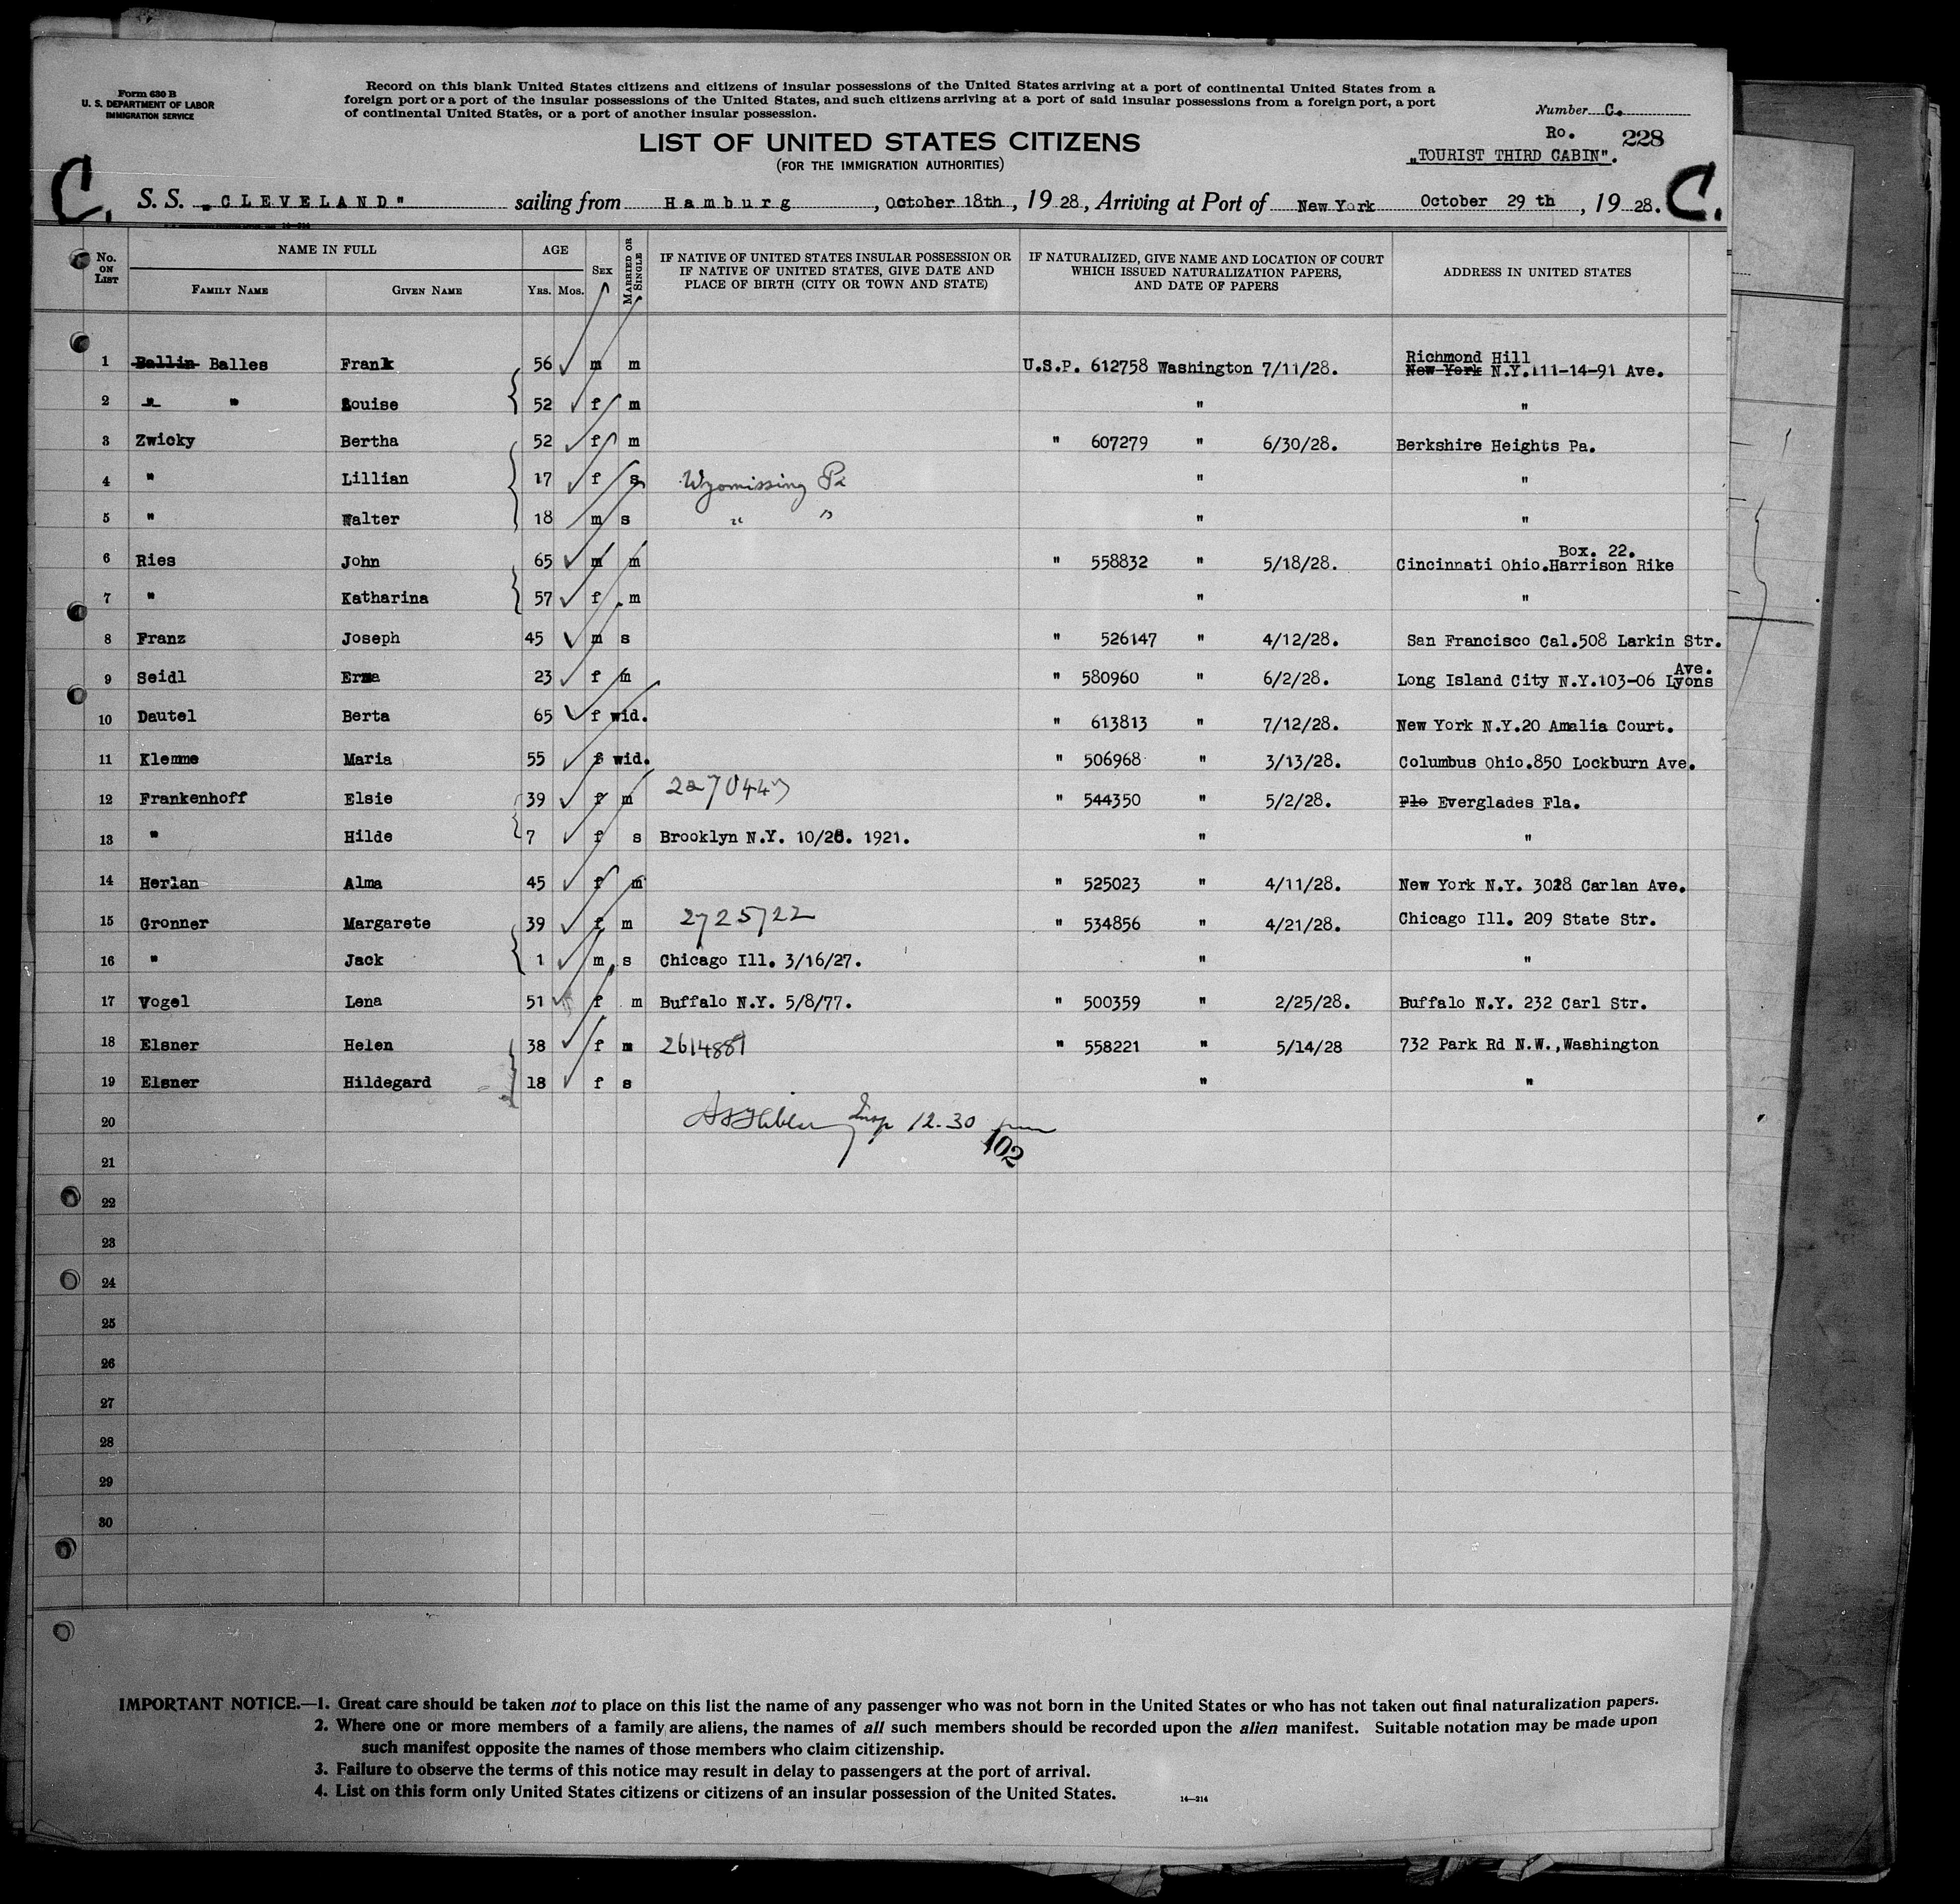 Form 630 B
U. S. DEPARTMENT OF LABOR
IMMIGRATION SERVICE
Record on this blank United States citizens and citizens of insular possessions of the United States arriving at a port of continental United States from a
foreign port or a port of the insular possessions of the United States, and such citizens arriving at a port of said insular possessions from a foreign port, a port
of continental United States, or a port of another insular possession.
Number C.
Ro. 228
LIST OF UNITED STATES CITIZENS
(FOR THE IMMIGRATION AUTHORITIES)
„TOURIST THIRD CABIN".
C. S. S. „CLEVELAND" sailing from Hamburg, October 18th, 1928, Arriving at Port of New York October 29 th, 1928. C.
No. ON LIST
NAME IN FULL
FAMILY NAME GIVEN NAME
AGE
YRS. MOS.
SEX
MARRIED OR SINGLE
IF NATIVE OF UNITED STATES INSULAR POSSESSION OR
IF NATIVE OF UNITED STATES, GIVE DATE AND
PLACE OF BIRTH (CITY OR TOWN AND STATE)
IF NATURALIZED, GIVE NAME AND LOCATION OF COURT
WHICH ISSUED NATURALIZATION PAPERS,
AND DATE OF PAPERS
ADDRESS IN UNITED STATES
Richmond Hill
1 Ballin Balles Frank 56 m m U.S.P. 612758 Washington 7/11/28. New York N.Y.111-14-91 Ave.
2 " " Louise 52 f m " "
3 Zwicky Bertha 52 f m " 607279 " 6/30/28. Berkshire Heights Pa.
4 " Lillian 17 f s Wyomissing Pa " "
5 " Walter 18 m s " " " "
Box. 22.
6 Ries John 65 m m " 558832 " 5/18/28. Cincinnati Ohio.Harrison Rike
7 " Katharina 57 f m " "
8 Franz Joseph 45 m s " 526147 " 4/12/28. San Francisco Cal.508 Larkin Str.
Ave.
9 Seidl Erma 23 f m " 580960 " 6/2/28. Long Island City N.Y.103-06 Lyons
10 Dautel Berta 65 f wid. " 613813 " 7/12/28. New York N.Y.20 Amalia Court.
11 Klemme Maria 55 f wid. " 506968 " 3/13/28. Columbus Ohio.850 Lockburn Ave.
12 Frankenhoff Elsie 39 f m " 544350 " 5/2/28. Flo Everglades Fla.
13 " Hilde 7 f s Brooklyn N.Y. 10/28. 1921. " "
14 Herlan Alma 45 f m " 525023 " 4/11/28. New York N.Y. 3028 Carlan Ave.
15 Gronner Margarete 39 f m 2725722 " 534856 " 4/21/28. Chicago Ill. 209 State Str.
16 " Jack 1 m s Chicago Ill. 3/16/27. " "
17 Vogel Lena 51 f m Buffalo N.Y. 5/8/77. " 500359 " 2/25/28. Buffalo N.Y. 232 Carl Str.
18 Elsner Helen 38 f m 2614881 " 558221 " 5/14/28 732 Park Rd N.W.,Washington
19 Elsner Hildegard 18 f s " "
20 Insp 12.30 pm
102
21
22
23
24
25
26
27
28
29
30
IMPORTANT NOTICE.—1. Great care should be taken not to place on this list the name of any passenger who was not born in the United States or who has not taken out final naturalization papers.
2. Where one or more members of a family are aliens, the names of all such members should be recorded upon the alien manifest. Suitable notation may be made upon
such manifest opposite the names of those members who claim citizenship.
3. Failure to observe the terms of this notice may result in delay to passengers at the port of arrival.
4. List on this form only United States citizens or citizens of an insular possession of the United States.
14—214